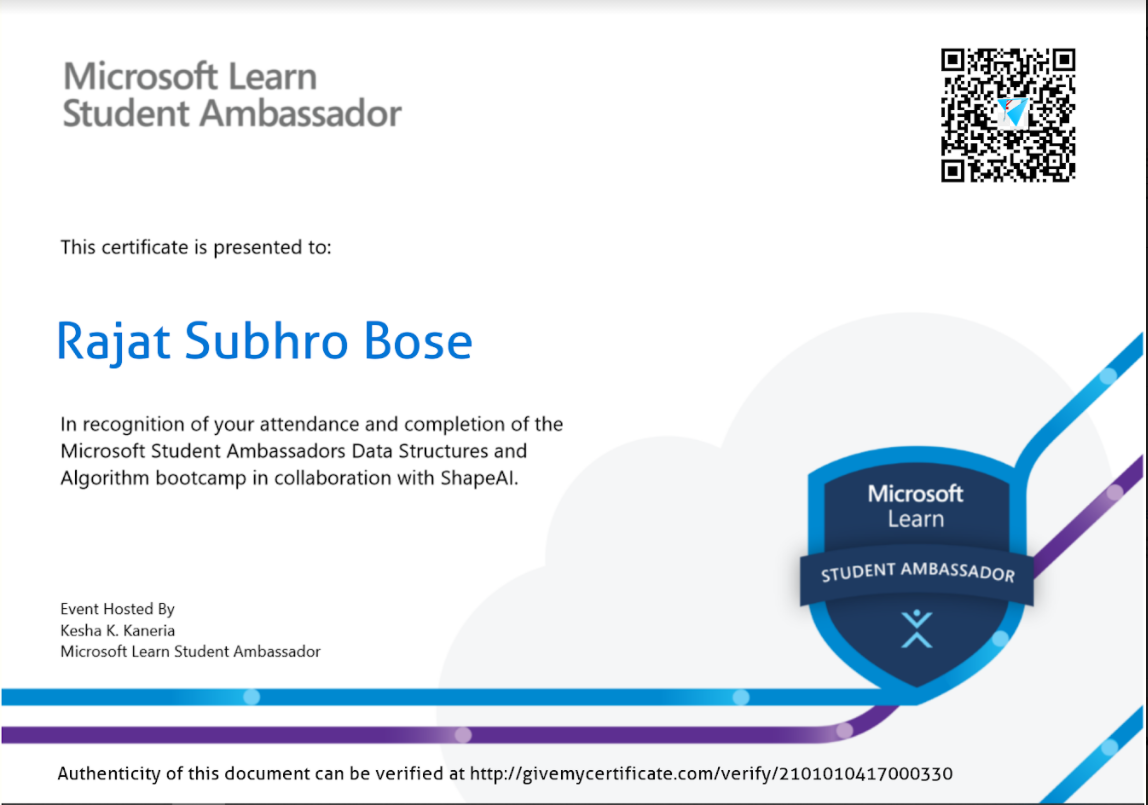 Microsoft Learn
Student Ambassador
This certificate is presented to:
Rajat Subhro Bose
In recognition of your attendance and completion of the
Microsoft Student Ambassadors Data Structures and
Algorithm bootcamp in collaboration with ShapeAI.
Microsoft
Learn
STUDENT AMBASSADOR
Event Hosted By
Kesha K. Kaneria
Microsoft Learn Student Ambassador
Authenticity of this document can be verified at http://givemycertificate.com/verify/2101010417000330